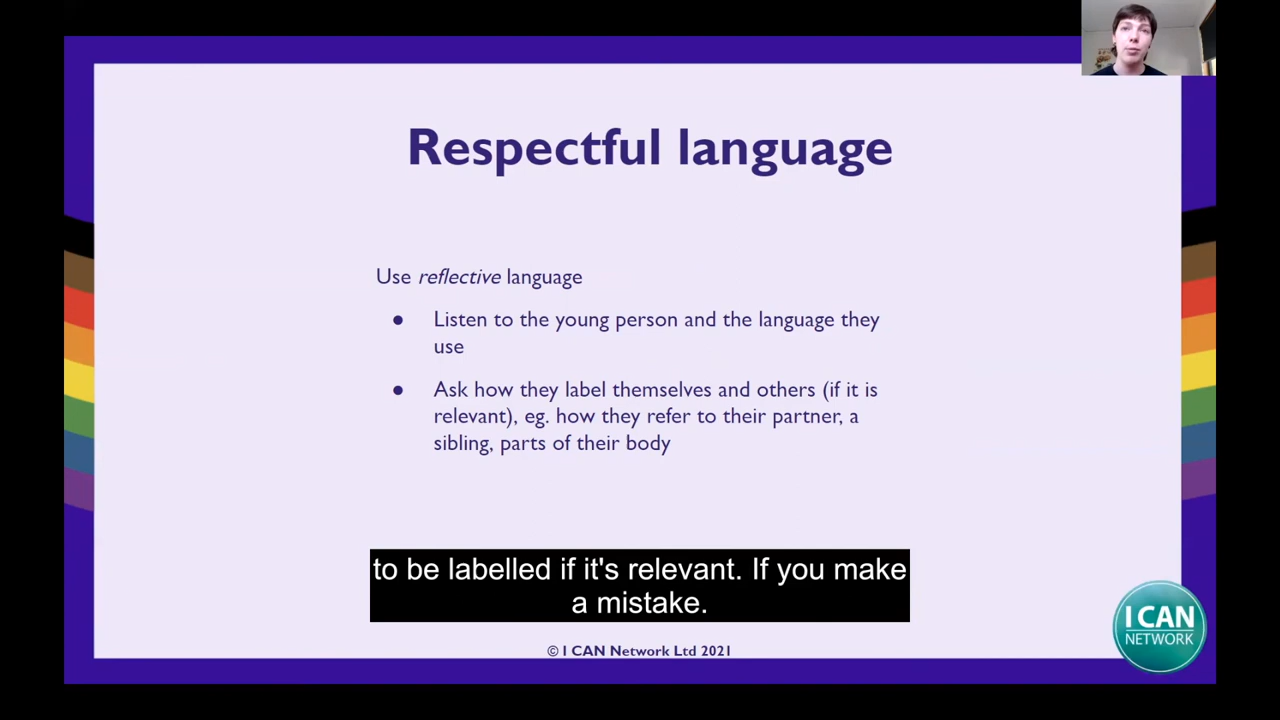 Respectful language
Use reflective language
● Listen to the young person and the language they
use
● Ask how they label themselves and others (if it is
relevant), eg. how they refer to their partner, a
sibling, parts of their body
to be labelled if it's relevant. If you make
a mistake.
© I CAN Network Ltd 2021
I CAN
NETWORK